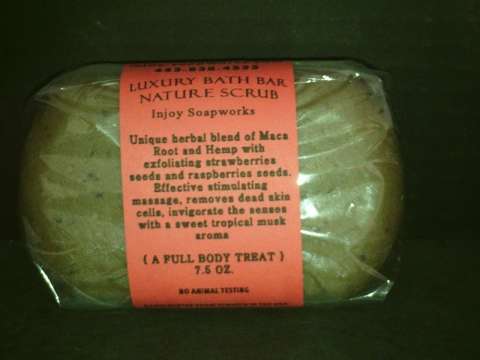 LUXURY BATH BAR
NATURE SCRUB
Injoy Soapworks
Unique herbal blend of Maca
Root and Hemp with
exfoliating strawberries
seeds and raspberries seeds.
Effective stimulating
massage, removes dead skin
cells, invigorate the senses
with a sweet tropical musk
aroma
{ A FULL BODY TREAT }
7.5 OZ.
NO ANIMAL TESTING